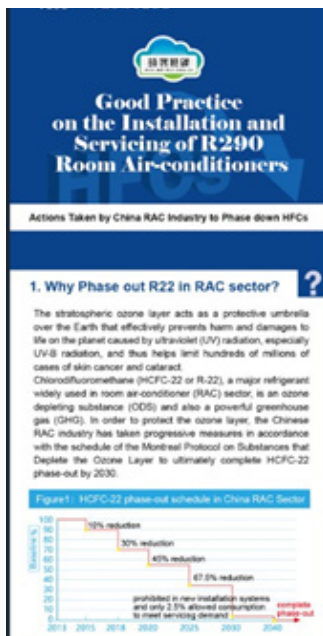 Good Practice
on the Installation and
Servicing of R290
Room Air-conditioners
HFCs
Actions Taken by China RAC Industry to Phase down HFCs
1. Why Phase out R22 in RAC sector?
?
The stratospheric ozone layer acts as a protective umbrella
over the Earth that effectively prevents harm and damages to
life on the planet caused by ultraviolet (UV) radiation, especially
UV-B radiation, and thus helps limit hundreds of millions of
cases of skin cancer and cataract.
Chlorodifluoromethane (HCFC-22 or R-22), a major refrigerant
widely used in room air-conditioner (RAC) sector, is an ozone
depleting substance (ODS) and also a powerful greenhouse
gas (GHG). In order to protect the ozone layer, the Chinese
RAC industry has taken progressive measures in accordance
with the schedule of the Montreal Protocol on Substances that
Deplete the Ozone Layer to ultimately complete HCFC-22
phase-out by 2030.
Figure1: HCFC-22 phase-out schedule in China RAC Sector
Baseline %
100
90
80
70
60
50
40
30
20
10
0
10% reduction
30% reduction
45% reduction
67.5% reduction
prohibited in new installation systems
and only 2.5% allowed consumption
to meet servicing demand
complete
phase-out
2013 2015 2018 2020 2025 2030 2040